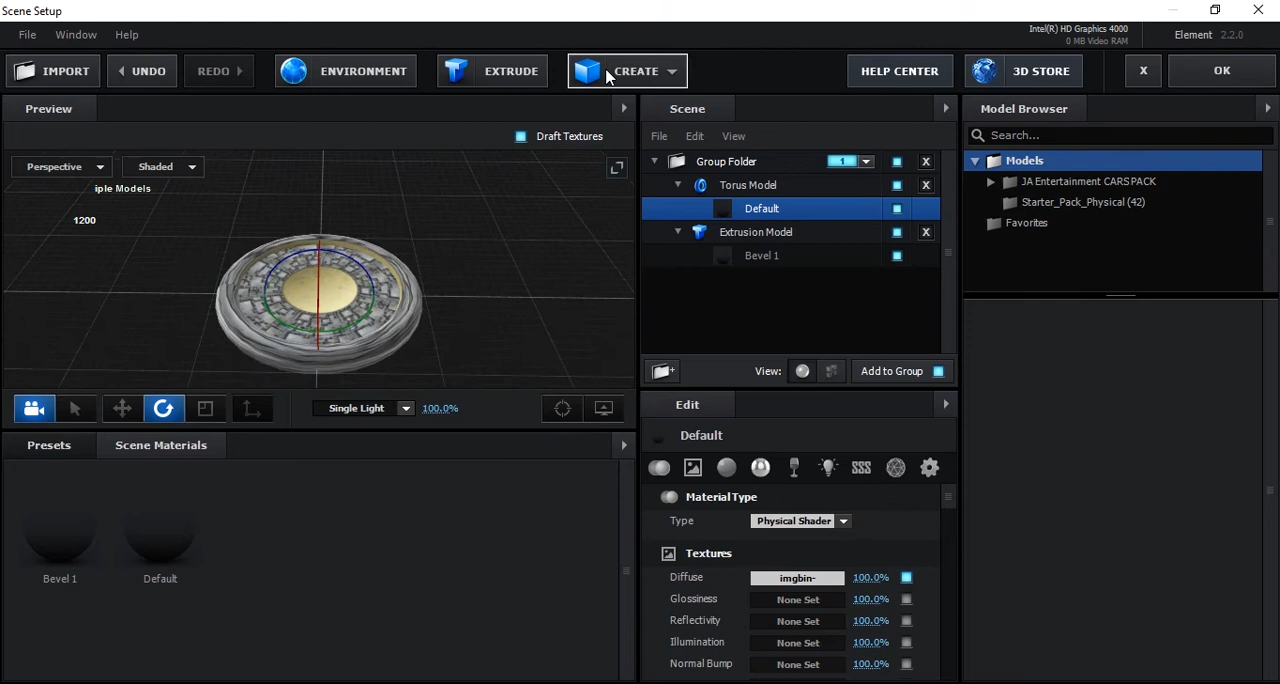 Scene Setup
File Window Help
Intel(R) HD Graphics 4000
0 MB Video RAM
Element 2.2.0
IMPORT
UNDO
REDO
ENVIRONMENT
EXTRUDE
CREATE
HELP CENTER
3D STORE
X
OK
Preview
Draft Textures
Perspective
Shaded
iple Models
1200
Single Light
100.0%
Presets
Scene Materials
Bevel 1
Default
Scene
File Edit View
Group Folder 1 X
Torus Model X
Default
Extrusion Model X
Bevel 1
View:
Add to Group
Edit
Default
SSS
Material Type
Type Physical Shader
Textures
Diffuse imgbin- 100.0%
Glossiness None Set 100.0%
Reflectivity None Set 100.0%
Illumination None Set 100.0%
Normal Bump None Set 100.0%
Model Browser
Search...
Models
JA Entertainment CARS PACK
Starter_Pack_Physical (42)
Favorites